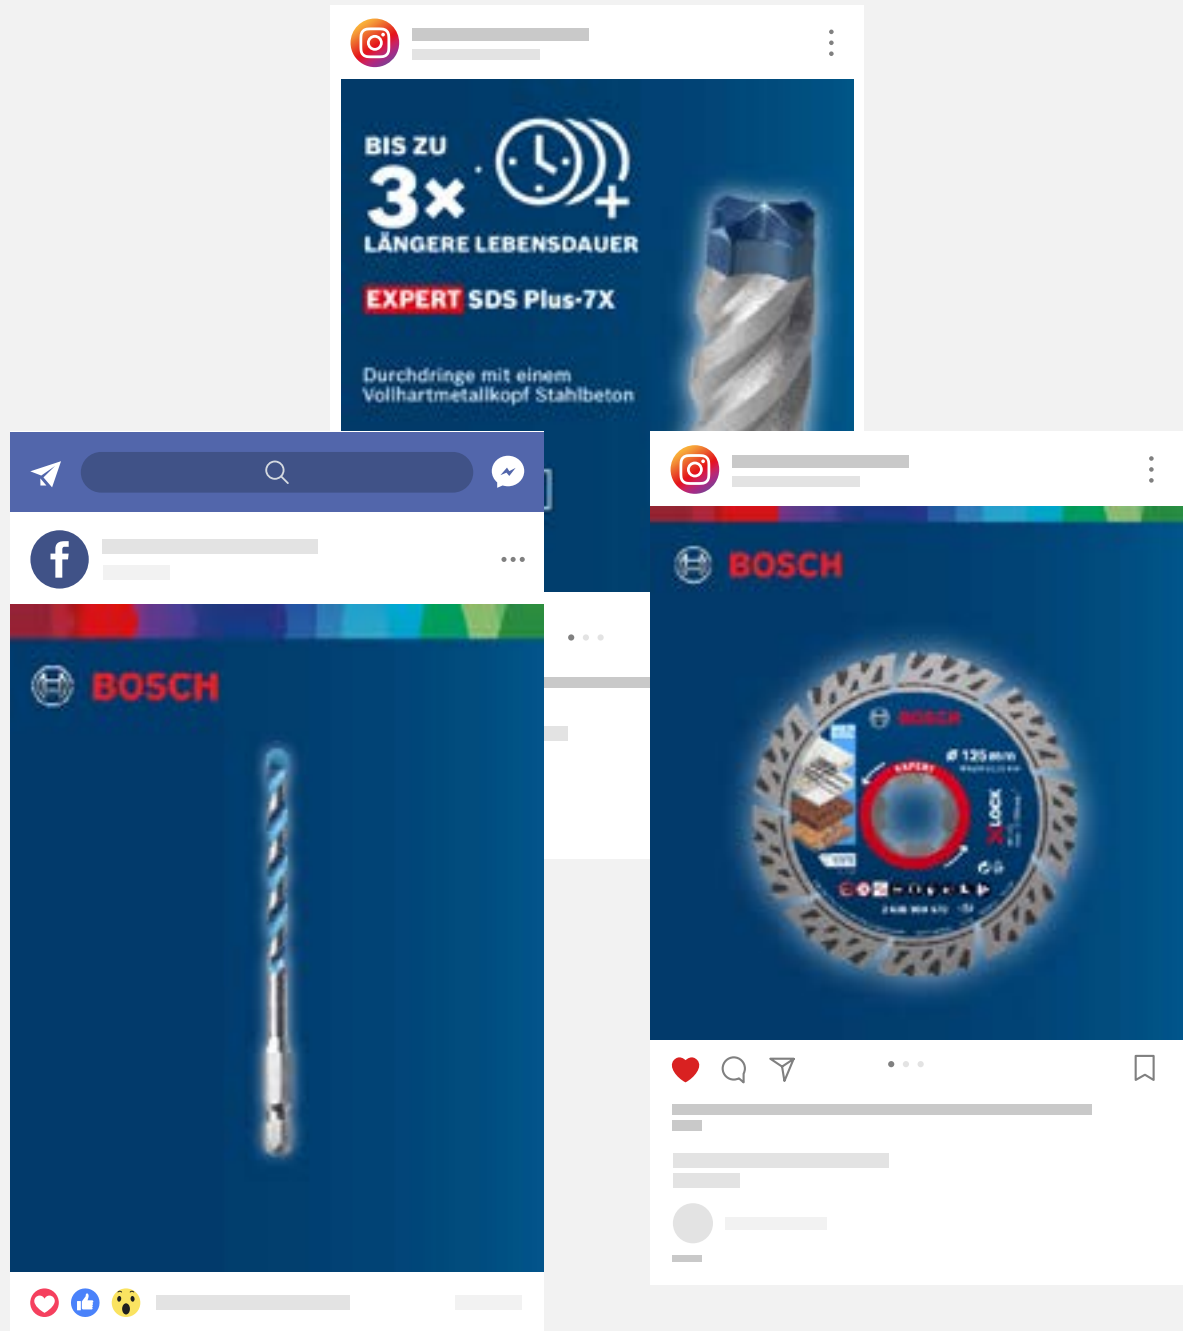 BIS ZU
3x
LÄNGERE LEBENSDAUER
EXPERT SDS Plus-7X
Durchdringe mit einem
Vollhartmetallkopf Stahlbeton
BOSCH
BOSCH
BOSCH
Ø 125 mm
EXPERT
X-LOCK